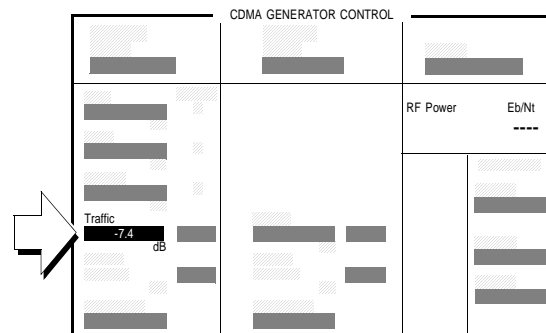 CDMA GENERATOR CONTROL
RF Power Eb/Nt
----
Traffic
-7.4
dB